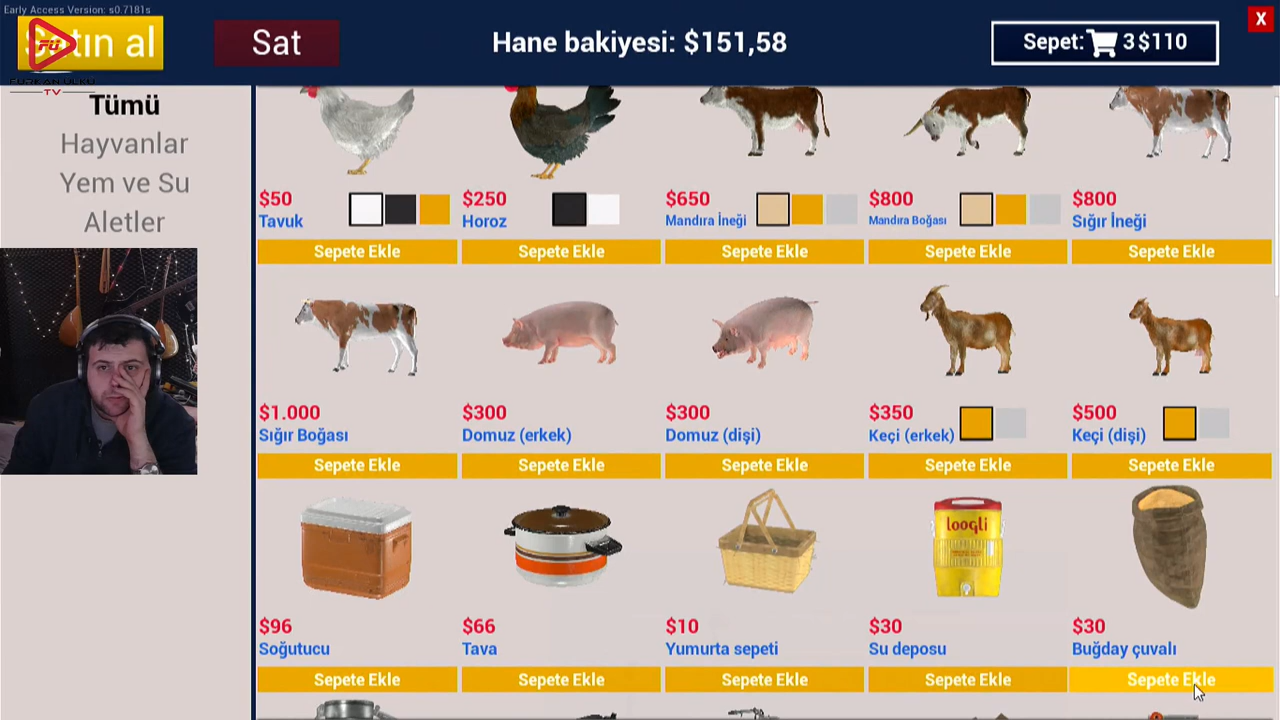 Early Access Version: s0.7181s
Satın al
Sat
Hane bakiyesi: $151,58
Sepet: 3 $110
X
FU
FURKAN ÜLKÜ
TV
Tümü
Hayvanlar
Yem ve Su
Aletler
$50
Tavuk
$250
Horoz
$650
Mandıra İneği
$800
Mandıra Boğası
$800
Sığır İneği
Sepete Ekle
Sepete Ekle
Sepete Ekle
Sepete Ekle
Sepete Ekle
$1.000
Sığır Boğası
$300
Domuz (erkek)
$300
Domuz (dişi)
$350
Keçi (erkek)
$500
Keçi (dişi)
Sepete Ekle
Sepete Ekle
Sepete Ekle
Sepete Ekle
Sepete Ekle
loogli
$96
Soğutucu
$66
Tava
$10
Yumurta sepeti
$30
Su deposu
$30
Buğday çuvalı
Sepete Ekle
Sepete Ekle
Sepete Ekle
Sepete Ekle
Sepete Ekle